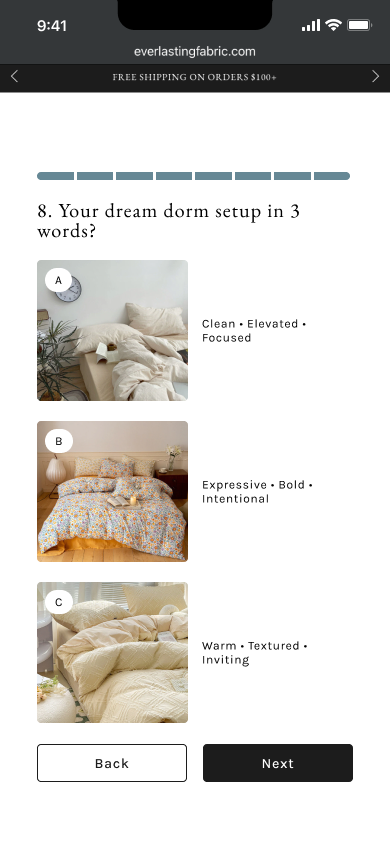 9:41
everlastingfabric.com
FREE SHIPPING ON ORDERS $100+
8. Your dream dorm setup in 3
words?
A
Clean • Elevated •
Focused
B
Expressive • Bold •
Intentional
C
Warm • Textured •
Inviting
Back
Next